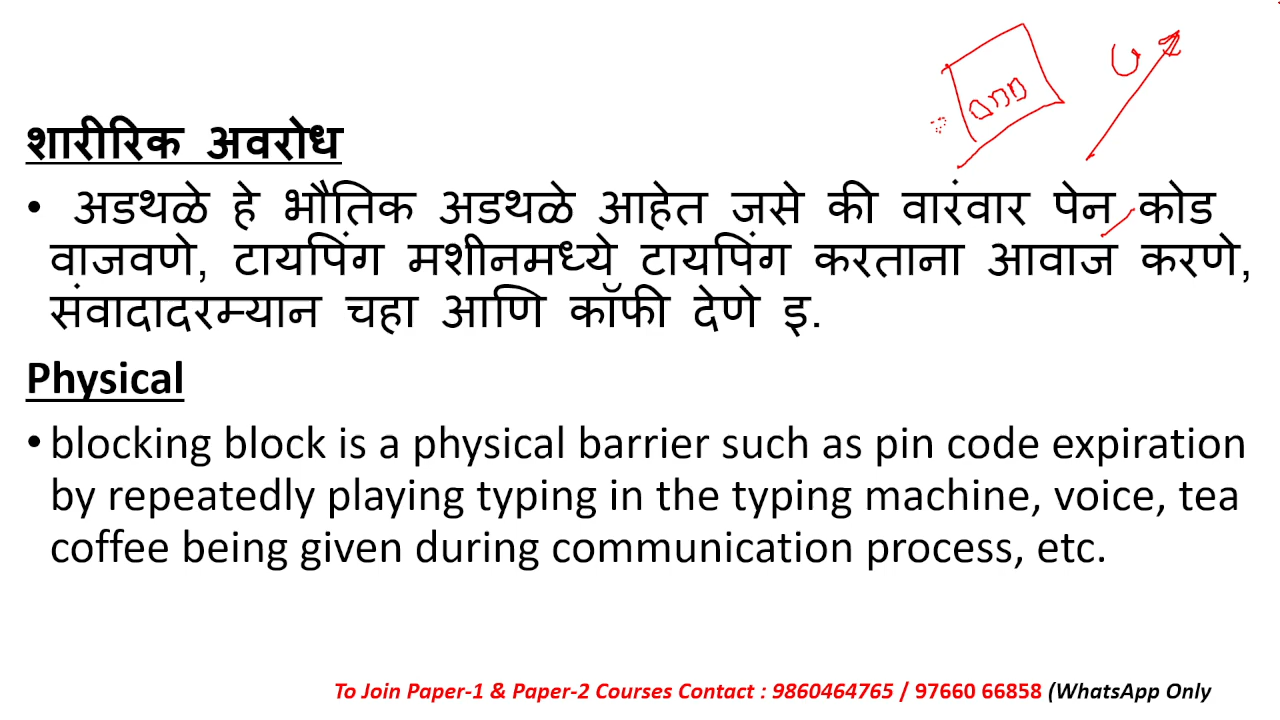 शारीरिक अवरोध
• अडथळे हे भौतिक अडथळे आहेत जसे की वारंवार पेन कोड
वाजवणे, टायपिंग मशीनमध्ये टायपिंग करताना आवाज करणे,
संवादादरम्यान चहा आणि कॉफी देणे इ.
Physical
• blocking block is a physical barrier such as pin code expiration
by repeatedly playing typing in the typing machine, voice, tea
coffee being given during communication process, etc.
To Join Paper-1 & Paper-2 Courses Contact : 9860464765 / 97660 66858 (WhatsApp Only